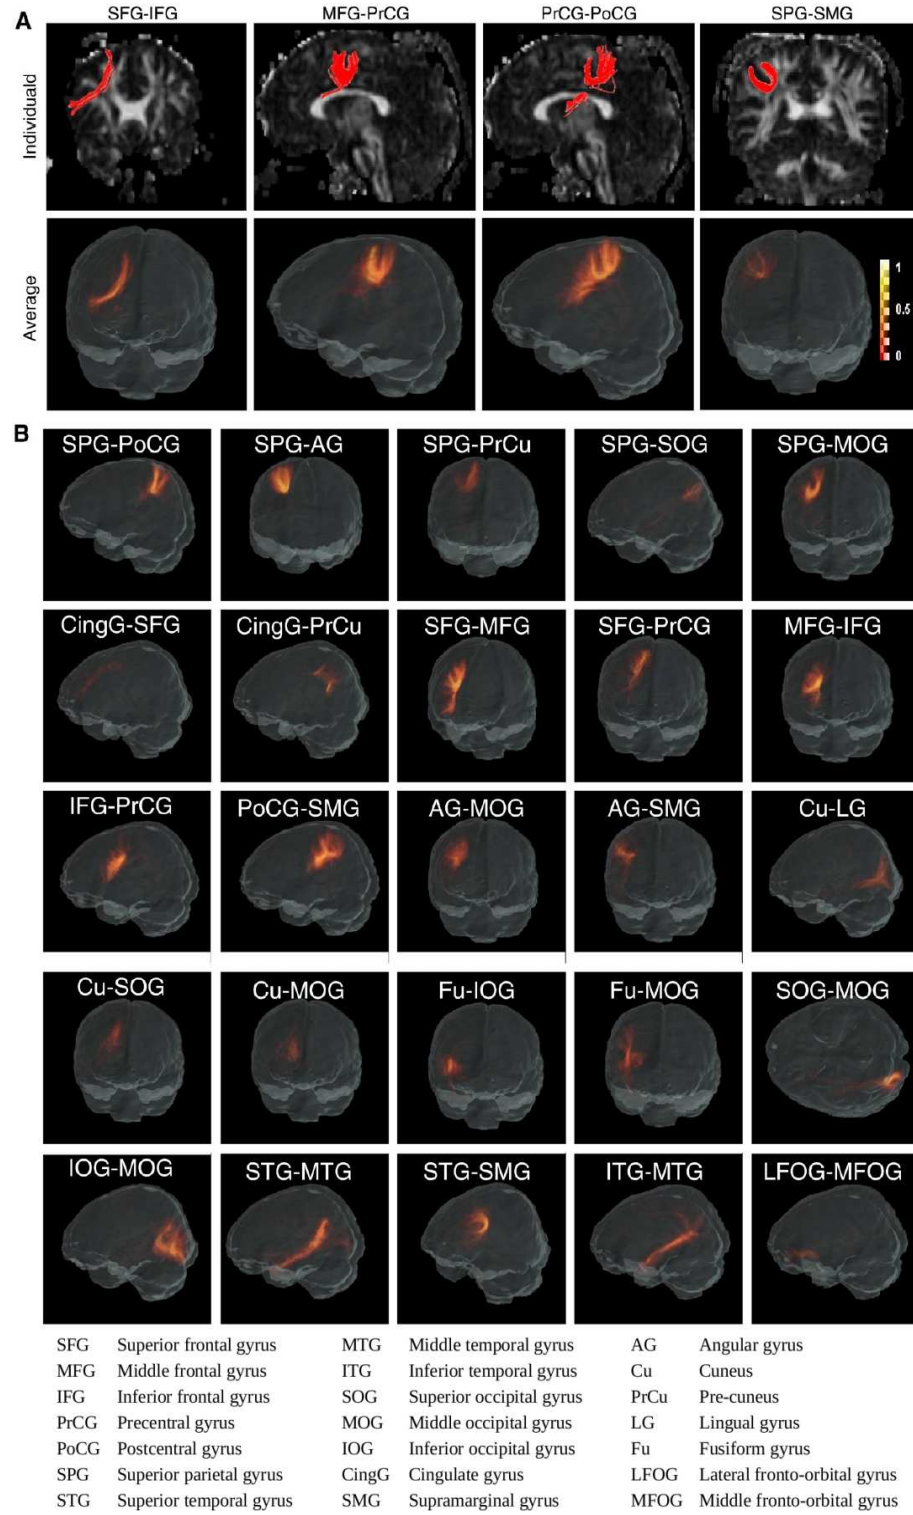 A
SFG-IFG MFG-PrCG PrCG-PoCG SPG-SMG
Individuald
Average
1
0.5
0
B
SPG-PoCG SPG-AG SPG-PrCu SPG-SOG SPG-MOG
CingG-SFG CingG-PrCu SFG-MFG SFG-PrCG MFG-IFG
IFG-PrCG PoCG-SMG AG-MOG AG-SMG Cu-LG
Cu-SOG Cu-MOG Fu-IOG Fu-MOG SOG-MOG
IOG-MOG STG-MTG STG-SMG ITG-MTG LFOG-MFOG
SFG Superior frontal gyrus MTG Middle temporal gyrus AG Angular gyrus
MFG Middle frontal gyrus ITG Inferior temporal gyrus Cu Cuneus
IFG Inferior frontal gyrus SOG Superior occipital gyrus PrCu Pre-cuneus
PrCG Precentral gyrus MOG Middle occipital gyrus LG Lingual gyrus
PoCG Postcentral gyrus IOG Inferior occipital gyrus Fu Fusiform gyrus
SPG Superior parietal gyrus CingG Cingulate gyrus LFOG Lateral fronto-orbital gyrus
STG Superior temporal gyrus SMG Supramarginal gyrus MFOG Middle fronto-orbital gyrus